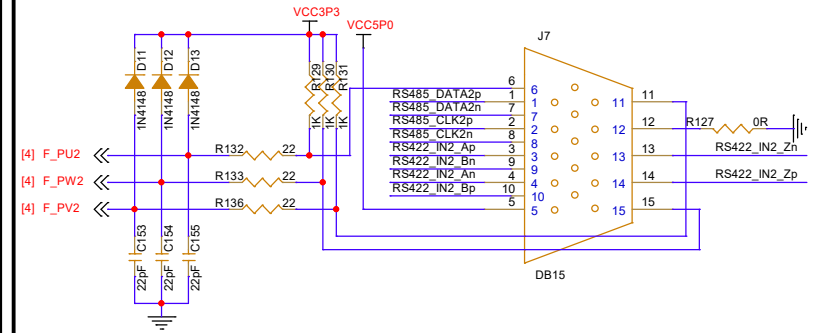 VCC3P3
VCC5P0
J7
D11
D12
D13
1N4148
1N4148
1N4148
R129
R130
R131
1K
1K
1K
RS485_DATA2p
RS485_DATA2n
RS485_CLK2p
RS485_CLK2n
RS422_IN2_Ap
RS422_IN2_Bn
RS422_IN2_An
RS422_IN2_Bp
6
1
7
2
8
3
9
4
10
5
6
1
7
2
8
3
9
4
10
5
11
12
13
14
15
11
12
13
14
15
R127 0R
RS422_IN2_Zn
RS422_IN2_Zp
[4] F_PU2
R132 22
[4] F_PW2
R133 22
[4] F_PV2
R136 22
C153
C154
C155
22pF
22pF
22pF
DB15